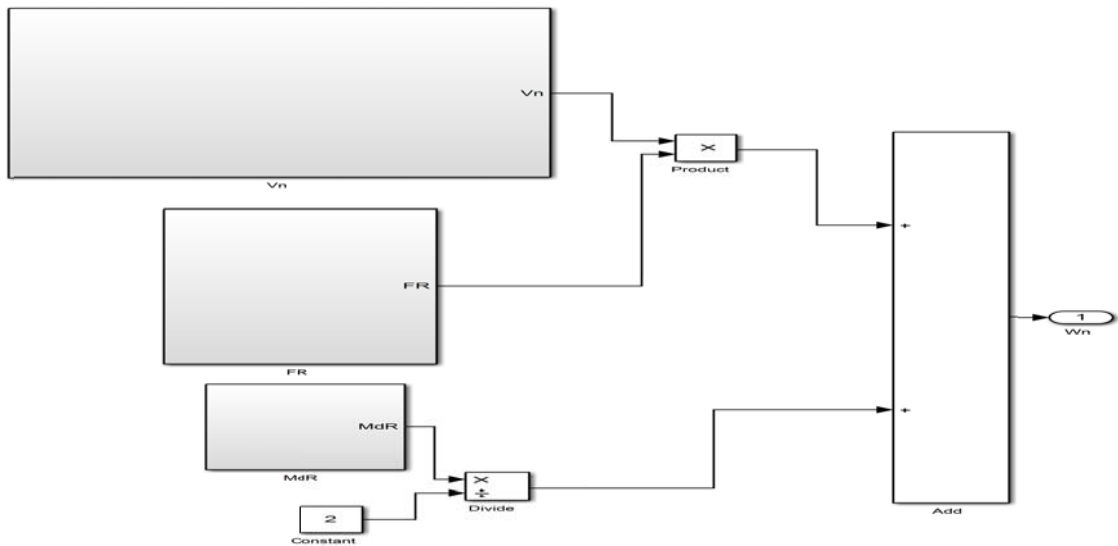 Vn
Vn
×
Product
FR
FR
MdR
MdR
×
÷
Divide
2
Constant
+
+
Add
1
Wn